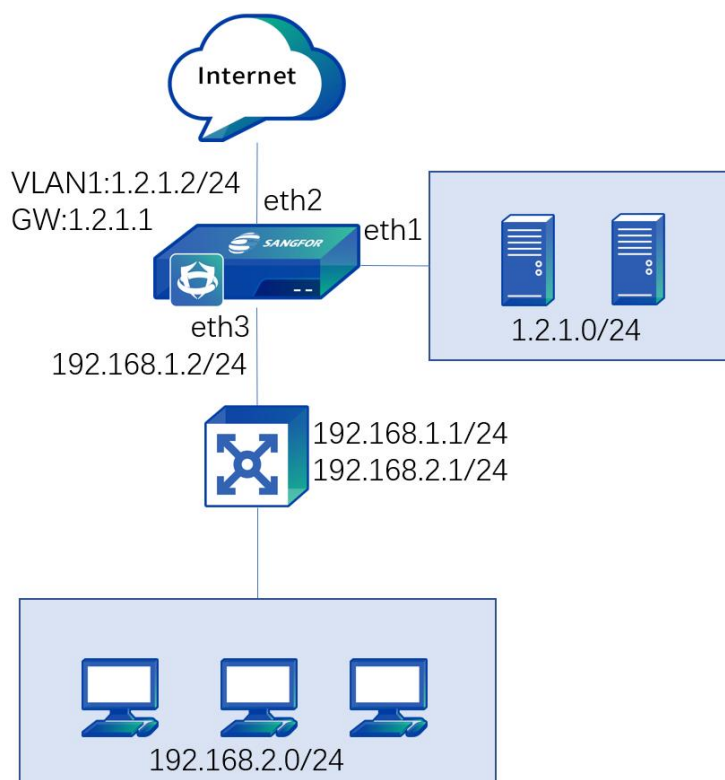 Internet
VLAN1:1.2.1.2/24
GW:1.2.1.1
eth2
eth1
SANGFOR
1.2.1.0/24
eth3
192.168.1.2/24
192.168.1.1/24
192.168.2.1/24
192.168.2.0/24